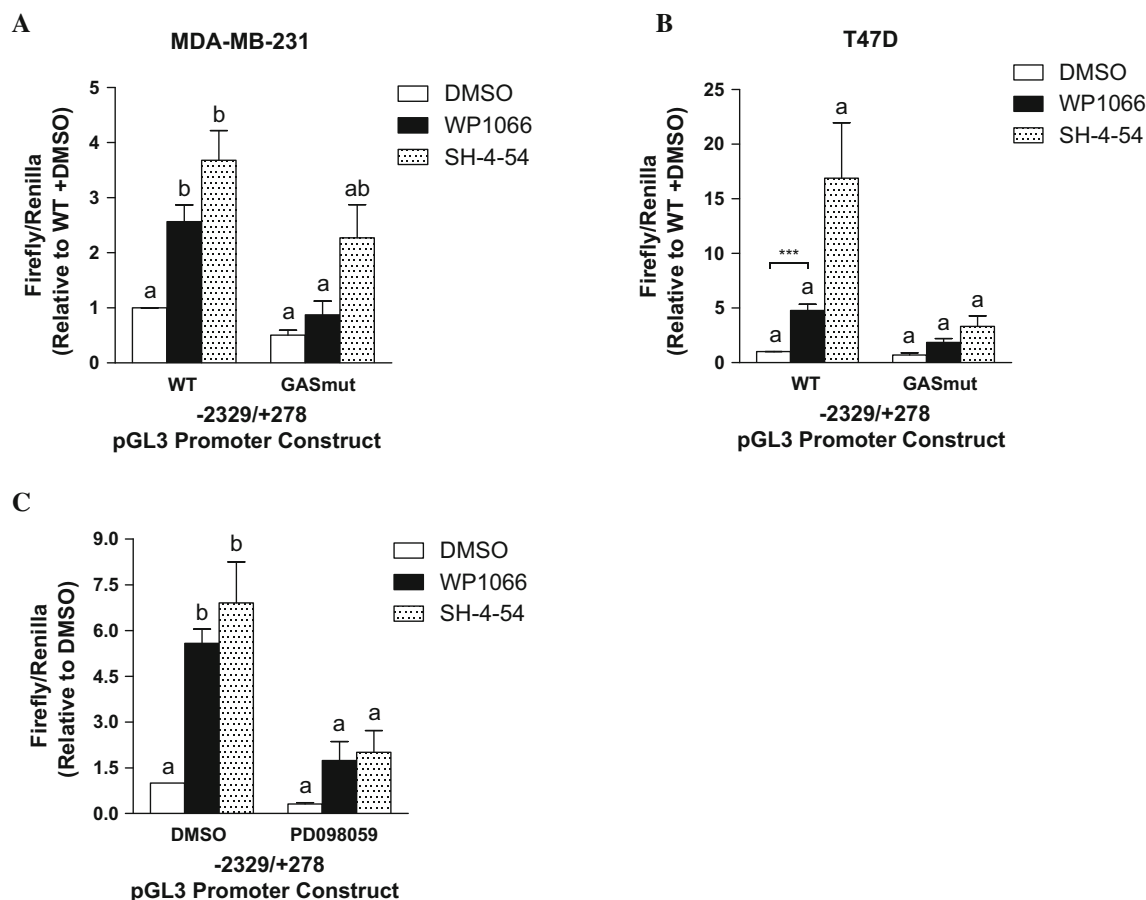 A
MDA-MB-231
Firefly/Renilla
(Relative to WT +DMSO)
5
4
3
2
1
0
a
b
b
a
a
ab
DMSO
WP1066
SH-4-54
WT
GASmut
-2329/+278
pGL3 Promoter Construct
B
T47D
Firefly/Renilla
(Relative to WT +DMSO)
25
20
15
10
5
0
***
a
a
a
a
a
a
DMSO
WP1066
SH-4-54
WT
GASmut
-2329/+278
pGL3 Promoter Construct
C
Firefly/Renilla
(Relative to DMSO)
9.0
7.5
6.0
4.5
3.0
1.5
0.0
a
b
b
a
a
a
DMSO
WP1066
SH-4-54
DMSO
PD098059
-2329/+278
pGL3 Promoter Construct